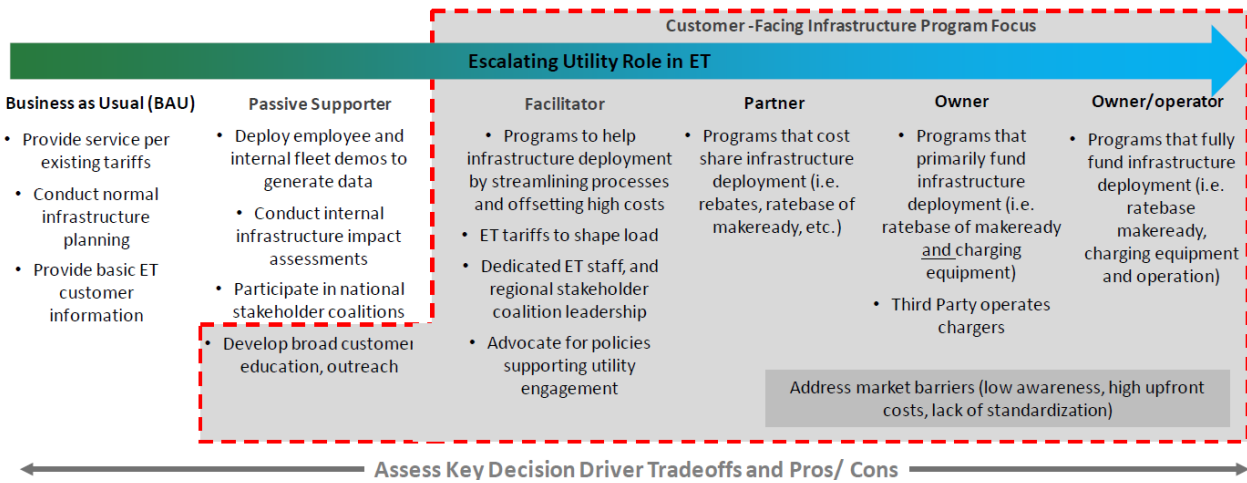 Customer -Facing Infrastructure Program Focus
Escalating Utility Role in ET
Business as Usual (BAU)
• Provide service per
existing tariffs
• Conduct normal
infrastructure
planning
• Provide basic ET
customer
information
Passive Supporter
• Deploy employee and
internal fleet demos to
generate data
• Conduct internal
infrastructure impact
assessments
• Participate in national
stakeholder coalitions
• Develop broad customer
education, outreach
Facilitator
• Programs to help
infrastructure deployment
by streamlining processes
and offsetting high costs
• ET tariffs to shape load
• Dedicated ET staff, and
regional stakeholder
coalition leadership
• Advocate for policies
supporting utility
engagement
Partner
• Programs that cost
share infrastructure
deployment (i.e.
rebates, ratebase of
makeready, etc.)
Owner
• Programs that
primarily fund
infrastructure
deployment (i.e.
ratebase of makeready
and charging
equipment)
• Third Party operates
chargers
Owner/operator
• Programs that fully
fund infrastructure
deployment (i.e.
ratebase
makeready,
charging equipment
and operation)
Address market barriers (low awareness, high upfront
costs, lack of standardization)
Assess Key Decision Driver Tradeoffs and Pros/ Cons